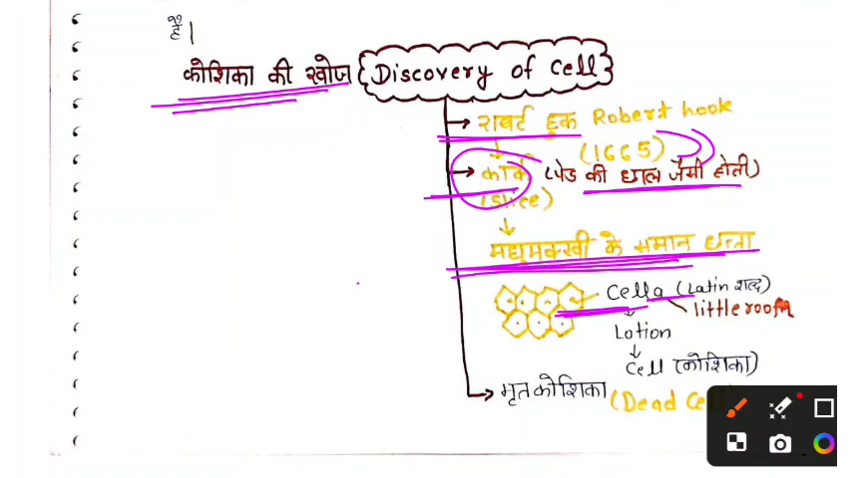 है।
कोशिका की खोज {Discovery of Cell}
राबर्ट हुक Robert hook
(1665)
कार्क (पेड की छाल जैसी होती)
(Slice)
मधुमक्खी के समान छत्ता
Cella (Latin शब्द)
little room
Lotion
Cell (कोशिका)
मृत कोशिका (Dead Cell